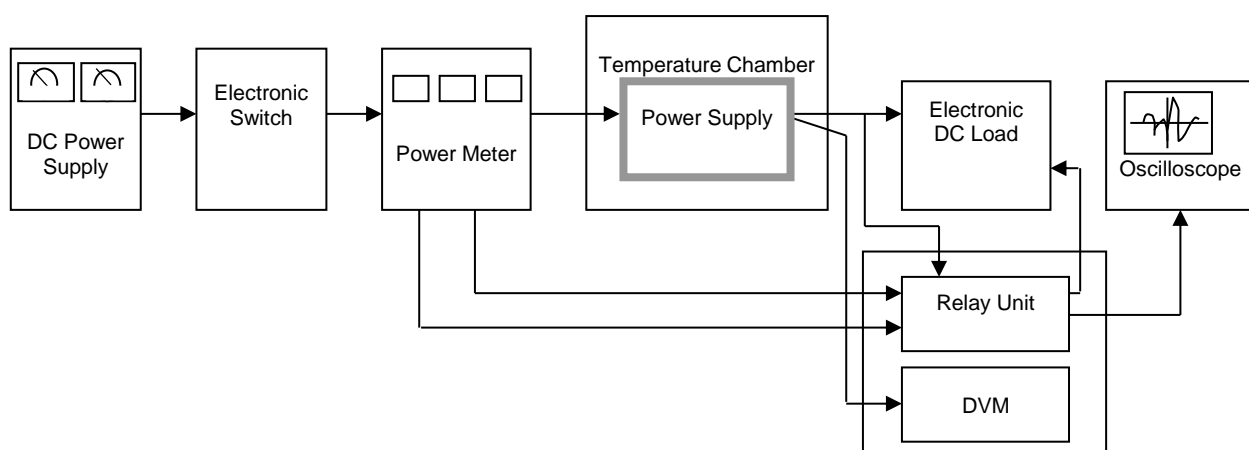 DC Power
Supply
Electronic
Switch
Power Meter
Temperature Chamber
Power Supply
Electronic
DC Load
Oscilloscope
Relay Unit
DVM